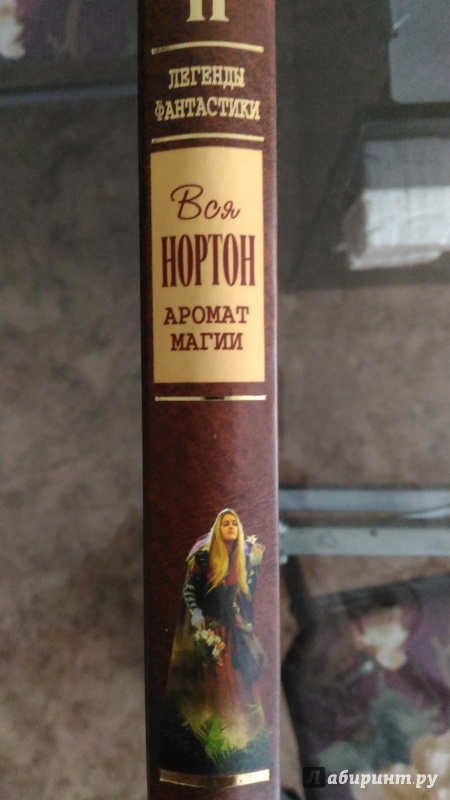 ЛЕГЕНДЫ
ФАНТАСТИКИ
Вся
НОРТОН
АРОМАТ
МАГИИ
Лабиринт.ру